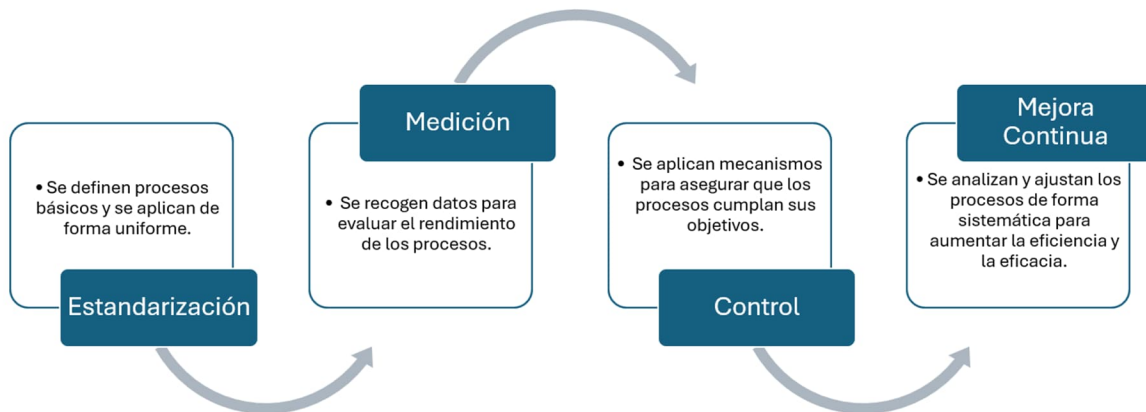 • Se definen procesos
básicos y se aplican de
forma uniforme.
Estandarización
Medición
• Se recogen datos para
evaluar el rendimiento
de los procesos.
• Se aplican mecanismos
para asegurar que los
procesos cumplan sus
objetivos.
Control
Mejora
Continua
• Se analizan y ajustan los
procesos de forma
sistemática para
aumentar la eficiencia y
la eficacia.